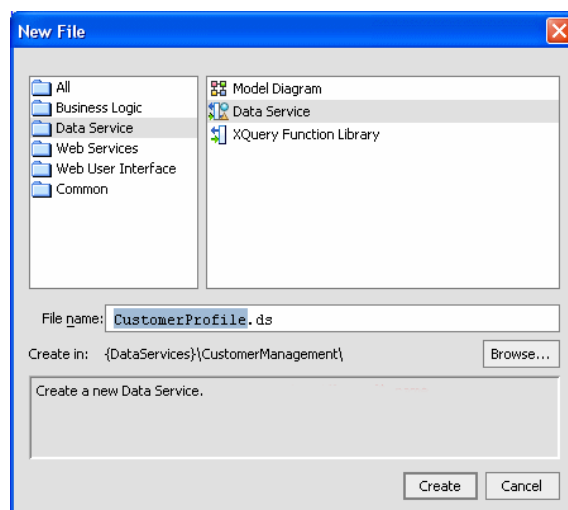 New File
All
Business Logic
Data Service
Web Services
Web User Interface
Common
Model Diagram
Data Service
XQuery Function Library
File name: CustomerProfile.ds
Create in: {DataServices}\CustomerManagement\
Browse...
Create a new Data Service.
Create
Cancel